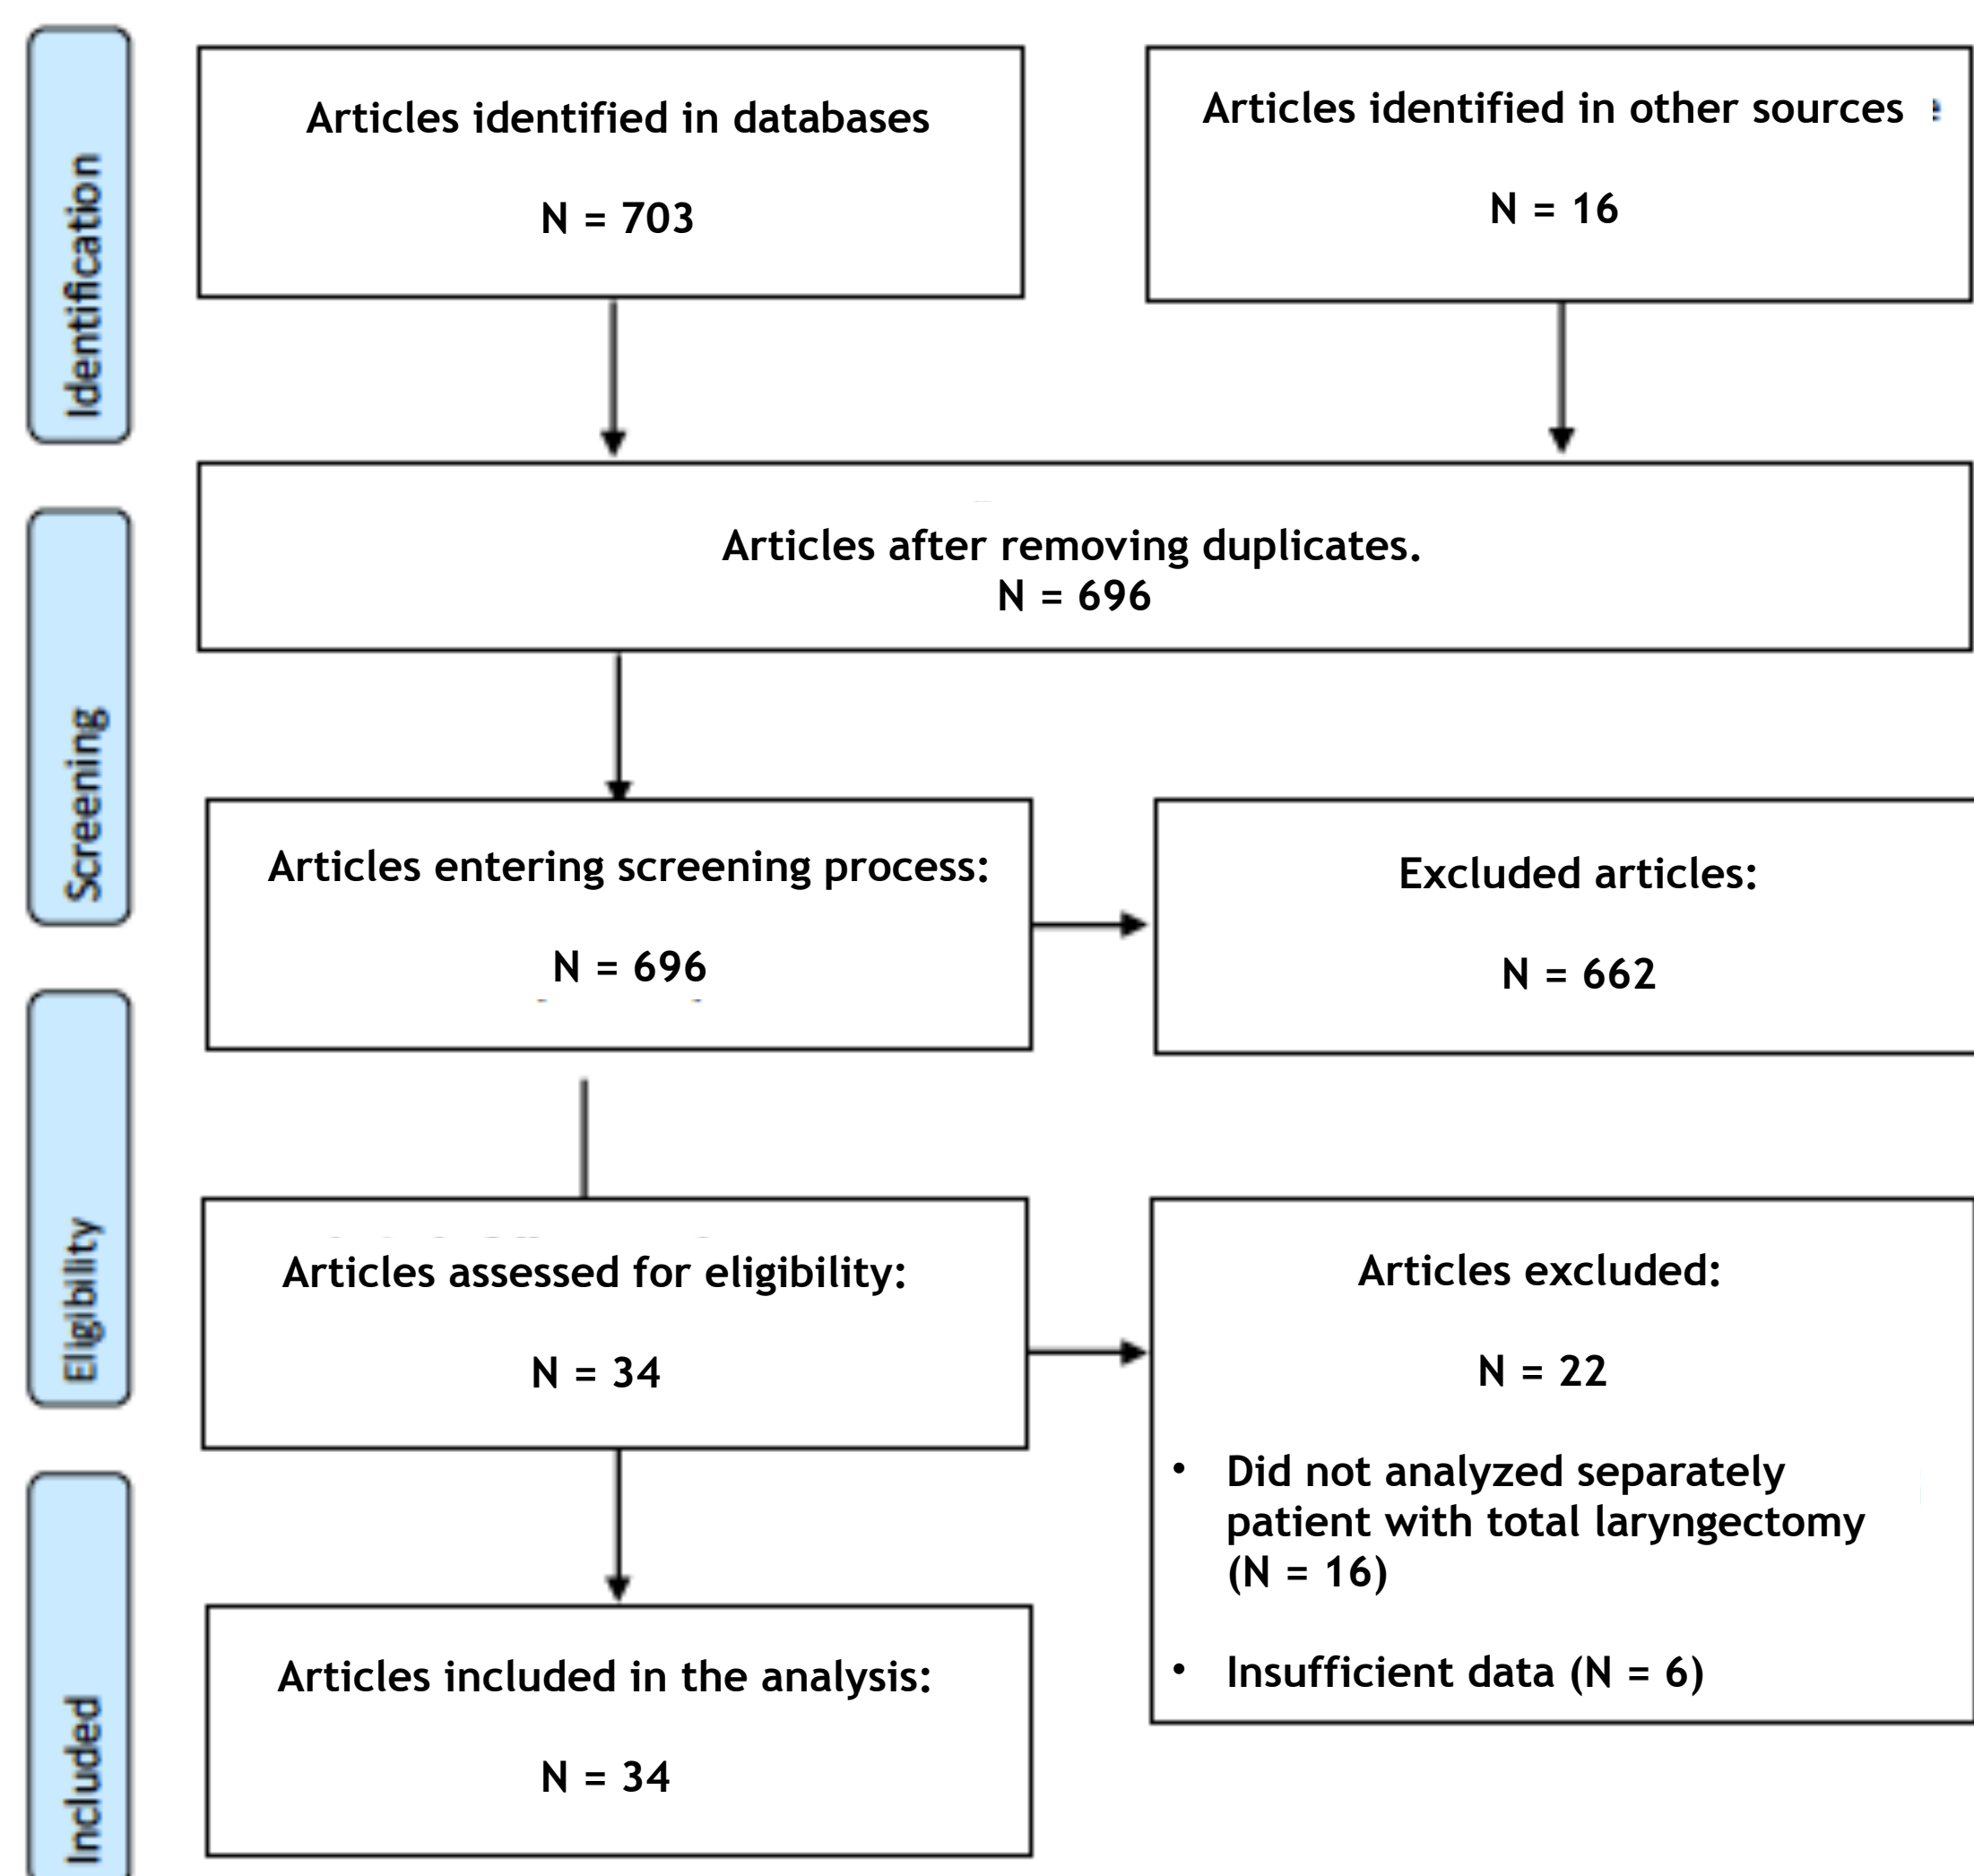 Identification
Articles identified in databases
N = 703
Articles identified in other sources
N = 16
Screening
Articles after removing duplicates.
N = 696
Articles entering screening process:
N = 696
Excluded articles:
N = 662
Eligibility
Articles assessed for eligibility:
N = 34
Articles excluded:
N = 22
• Did not analyzed separately
patient with total laryngectomy
(N = 16)
• Insufficient data (N = 6)
Included
Articles included in the analysis:
N = 34